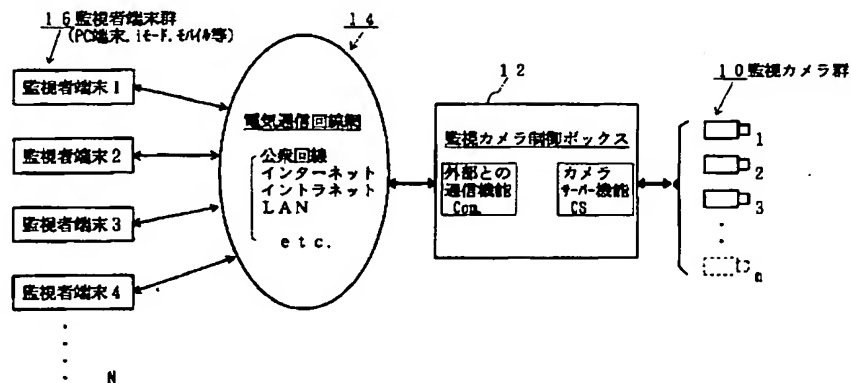 16監視者端末群
(PC端末、iモード、モバイル等)
監視者端末1
監視者端末2
監視者端末3
監視者端末4
N
14
電気通信回線網
公衆回線
インターネット
イントラネット
LAN
etc.
12
監視カメラ制御ボックス
外部との
通信機能
Com.
カメラ
サーバー機能
CS
10監視カメラ群
1
2
3
n